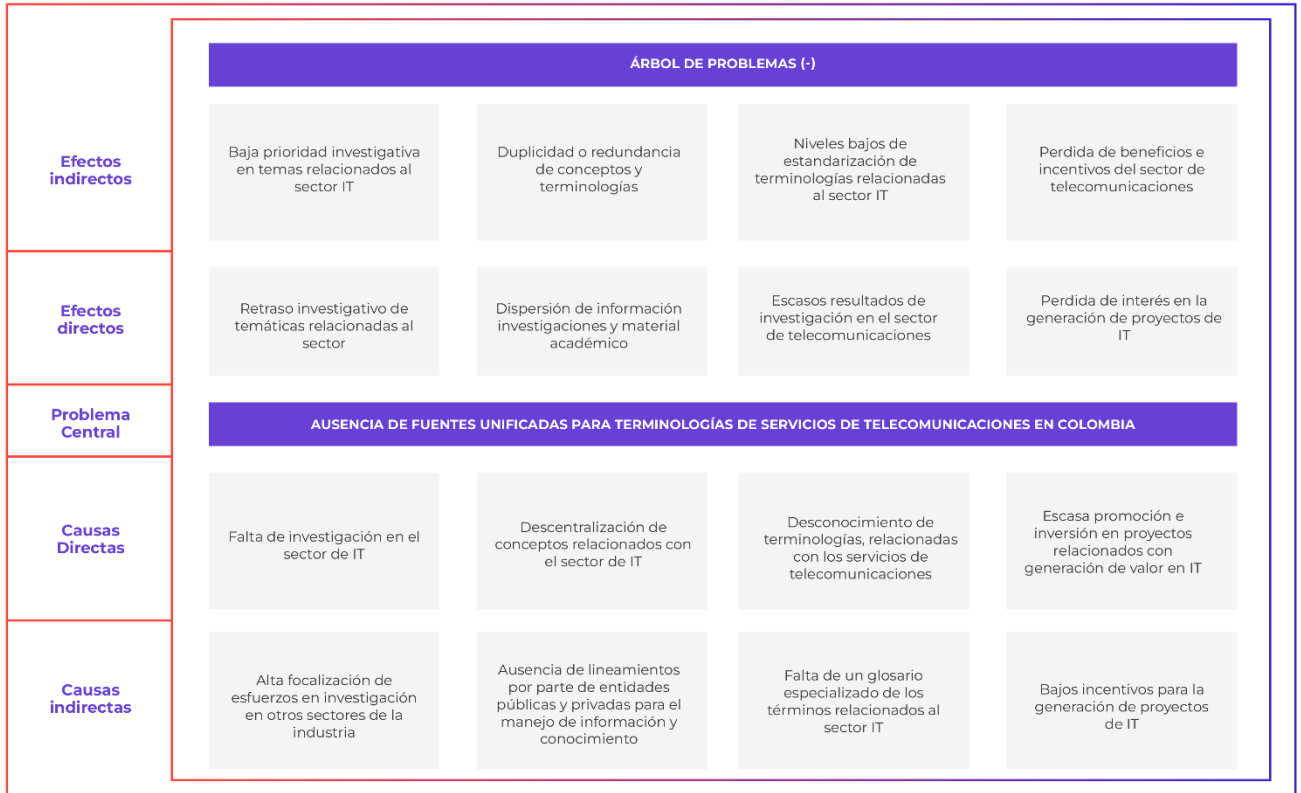 ÁRBOL DE PROBLEMAS (-)
Efectos
indirectos
Baja prioridad investigativa
en temas relacionados al
sector IT
Duplicidad o redundancia
de conceptos y
terminologías
Niveles bajos de
estandarización de
terminologías relacionadas
al sector IT
Perdida de beneficios e
incentivos del sector de
telecomunicaciones
Efectos
directos
Retraso investigativo de
temáticas relacionadas al
sector
Dispersión de información
investigaciones y material
académico
Escasos resultados de
investigación en el sector
de telecomunicaciones
Perdida de interés en la
generación de proyectos de
IT
Problema
Central
AUSENCIA DE FUENTES UNIFICADAS PARA TERMINOLOGÍAS DE SERVICIOS DE TELECOMUNICACIONES EN COLOMBIA
Causas
Directas
Falta de investigación en el
sector de IT
Descentralización de
conceptos relacionados con
el sector de IT
Desconocimiento de
terminologías, relacionadas
con los servicios de
telecomunicaciones
Escasa promoción e
inversión en proyectos
relacionados con
generación de valor en IT
Causas
indirectas
Alta focalización de
esfuerzos en investigación
en otros sectores de la
industria
Ausencia de lineamientos
por parte de entidades
públicas y privadas para el
manejo de información y
conocimiento
Falta de un glosario
especializado de los
términos relacionados al
sector IT
Bajos incentivos para la
generación de proyectos
de IT